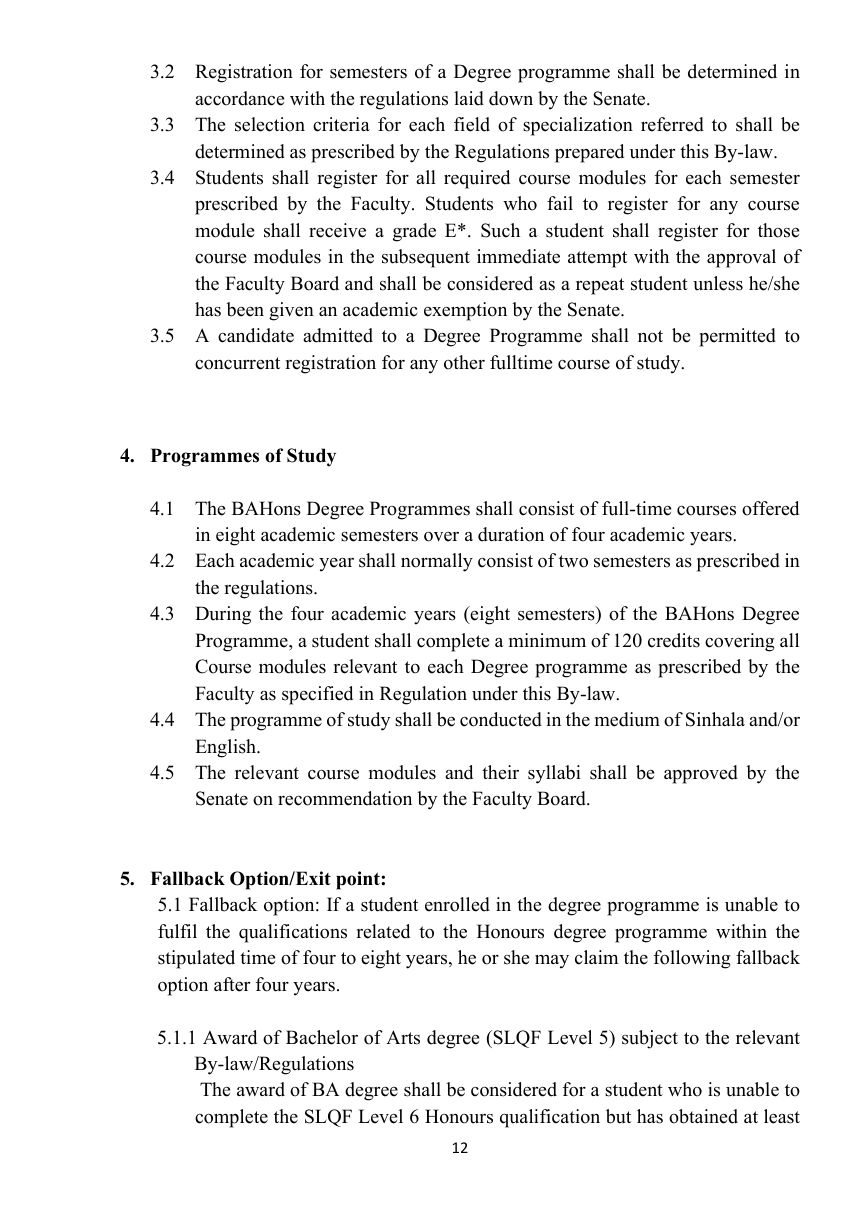 3.2 Registration for semesters of a Degree programme shall be determined in
accordance with the regulations laid down by the Senate.
3.3 The selection criteria for each field of specialization referred to shall be
determined as prescribed by the Regulations prepared under this By-law.
3.4 Students shall register for all required course modules for each semester
prescribed by the Faculty. Students who fail to register for any course
module shall receive a grade E*. Such a student shall register for those
course modules in the subsequent immediate attempt with the approval of
the Faculty Board and shall be considered as a repeat student unless he/she
has been given an academic exemption by the Senate.
3.5 A candidate admitted to a Degree Programme shall not be permitted to
concurrent registration for any other fulltime course of study.
4. Programmes of Study
4.1 The BAHons Degree Programmes shall consist of full-time courses offered
in eight academic semesters over a duration of four academic years.
4.2 Each academic year shall normally consist of two semesters as prescribed in
the regulations.
4.3 During the four academic years (eight semesters) of the BAHons Degree
Programme, a student shall complete a minimum of 120 credits covering all
Course modules relevant to each Degree programme as prescribed by the
Faculty as specified in Regulation under this By-law.
4.4 The programme of study shall be conducted in the medium of Sinhala and/or
English.
4.5 The relevant course modules and their syllabi shall be approved by the
Senate on recommendation by the Faculty Board.
5. Fallback Option/Exit point:
5.1 Fallback option: If a student enrolled in the degree programme is unable to
fulfil the qualifications related to the Honours degree programme within the
stipulated time of four to eight years, he or she may claim the following fallback
option after four years.
5.1.1 Award of Bachelor of Arts degree (SLQF Level 5) subject to the relevant
By-law/Regulations
The award of BA degree shall be considered for a student who is unable to
complete the SLQF Level 6 Honours qualification but has obtained at least
12